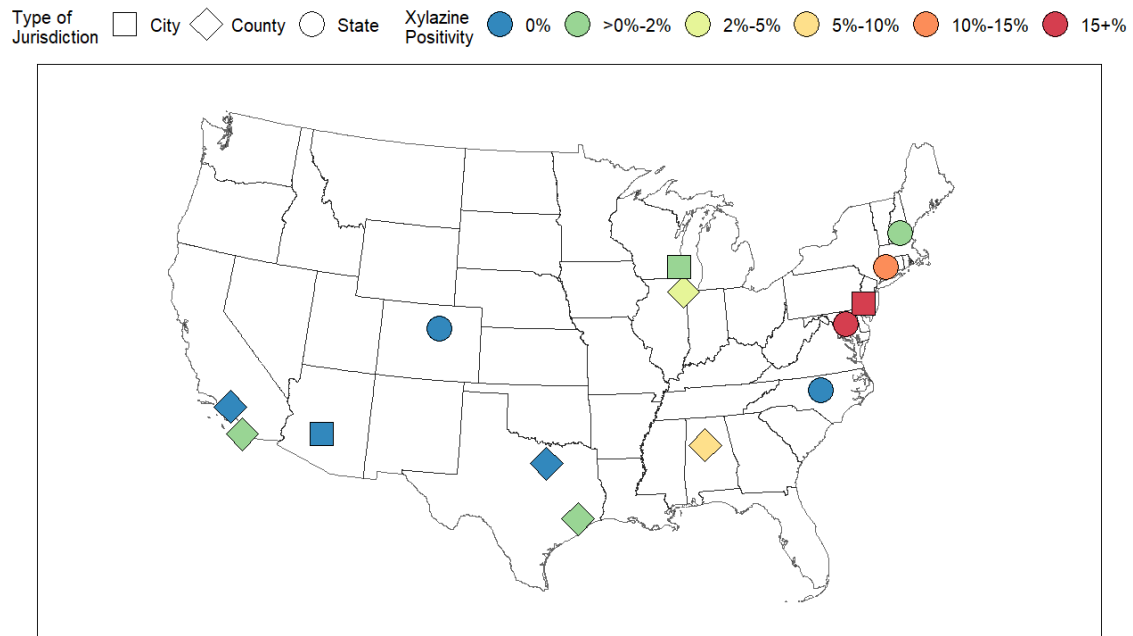 Type of
Jurisdiction
City
County
State
Xylazine
Positivity
0%
>0%-2%
2%-5%
5%-10%
10%-15%
15+%